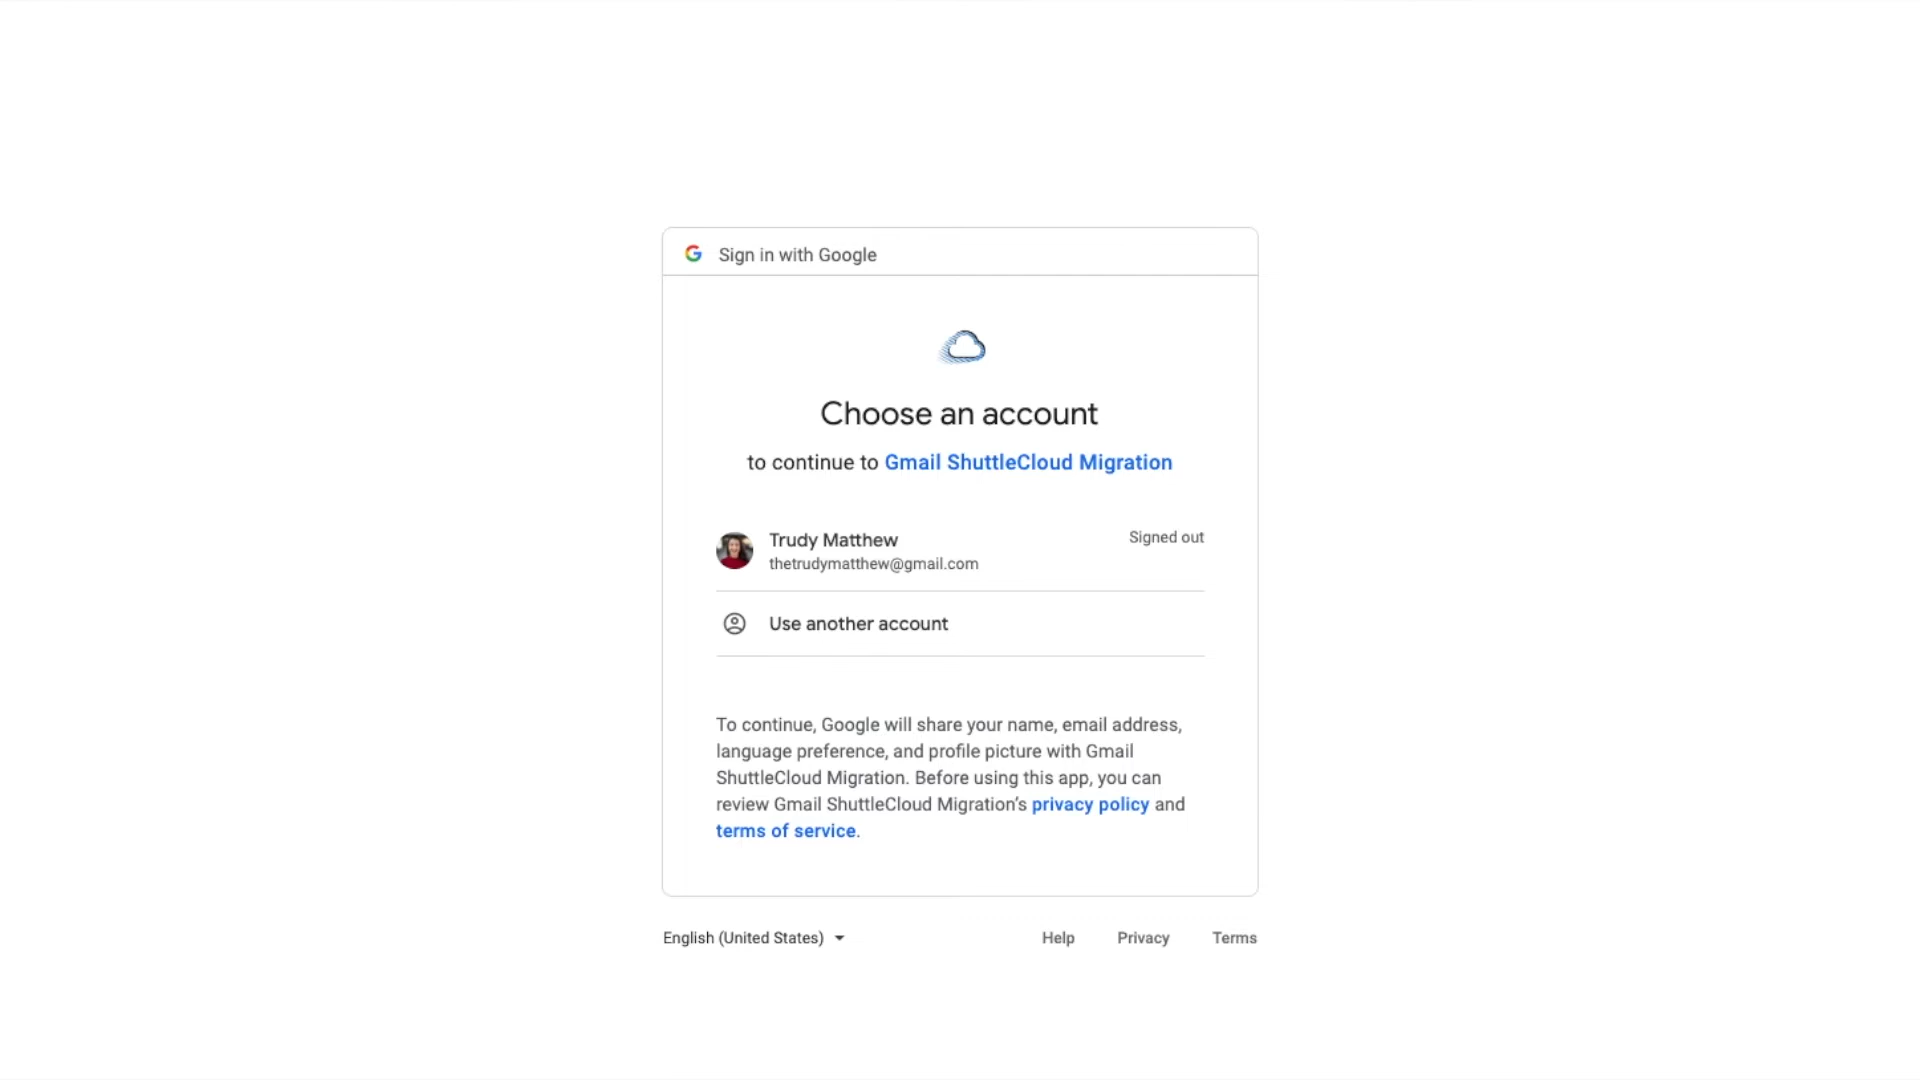 Sign in with Google
Choose an account
to continue to Gmail ShuttleCloud Migration
Trudy Matthew
Signed out
thetrudymatthew@gmail.com
Use another account
To continue, Google will share your name, email address,
language preference, and profile picture with Gmail
ShuttleCloud Migration. Before using this app, you can
review Gmail ShuttleCloud Migration’s privacy policy and
terms of service.
English (United States)
Help
Privacy
Terms